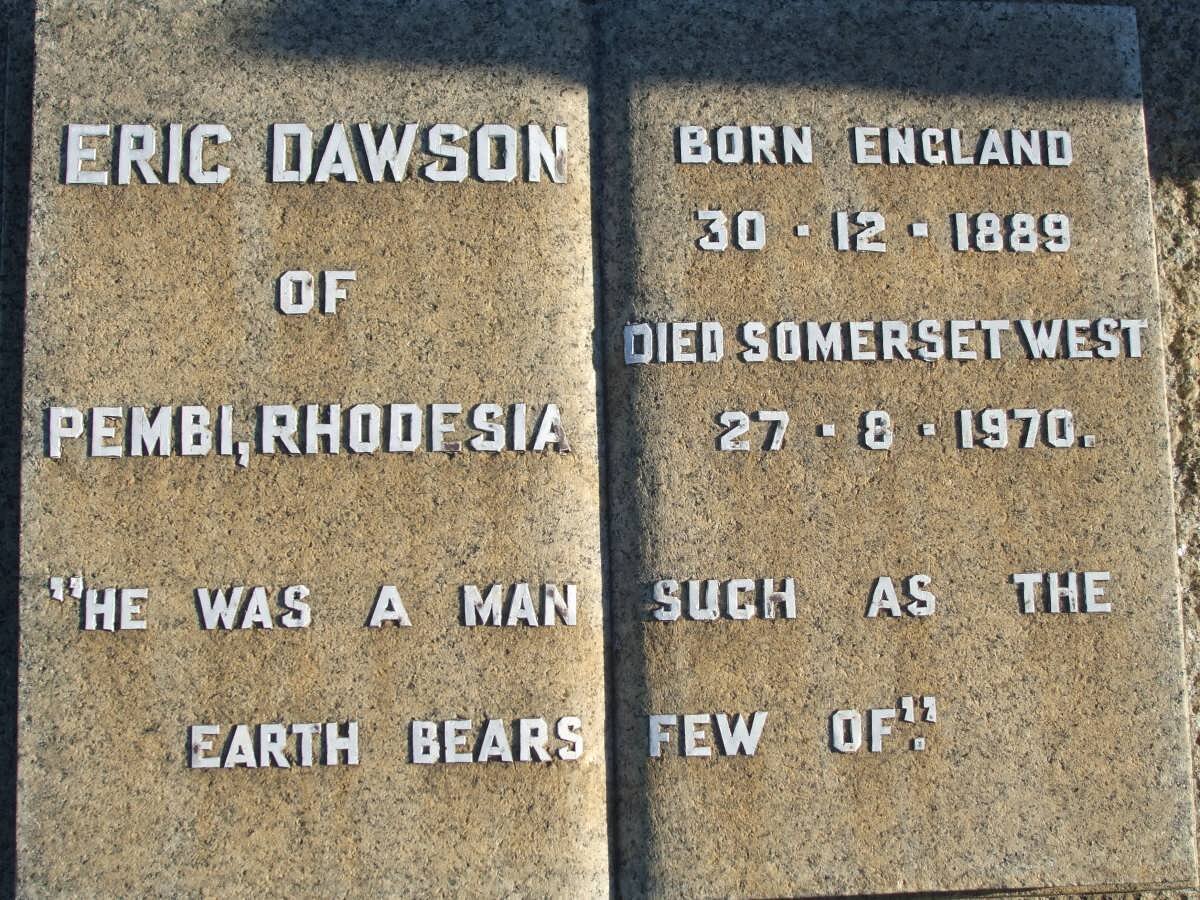 ERIC DAWSON
OF
PEMBI, RHODESIA
BORN ENGLAND
30 · 12 · 1889
DIED SOMERSET WEST
27 · 8 · 1970.
"HE WAS A MAN SUCH AS THE
EARTH BEARS FEW OF".